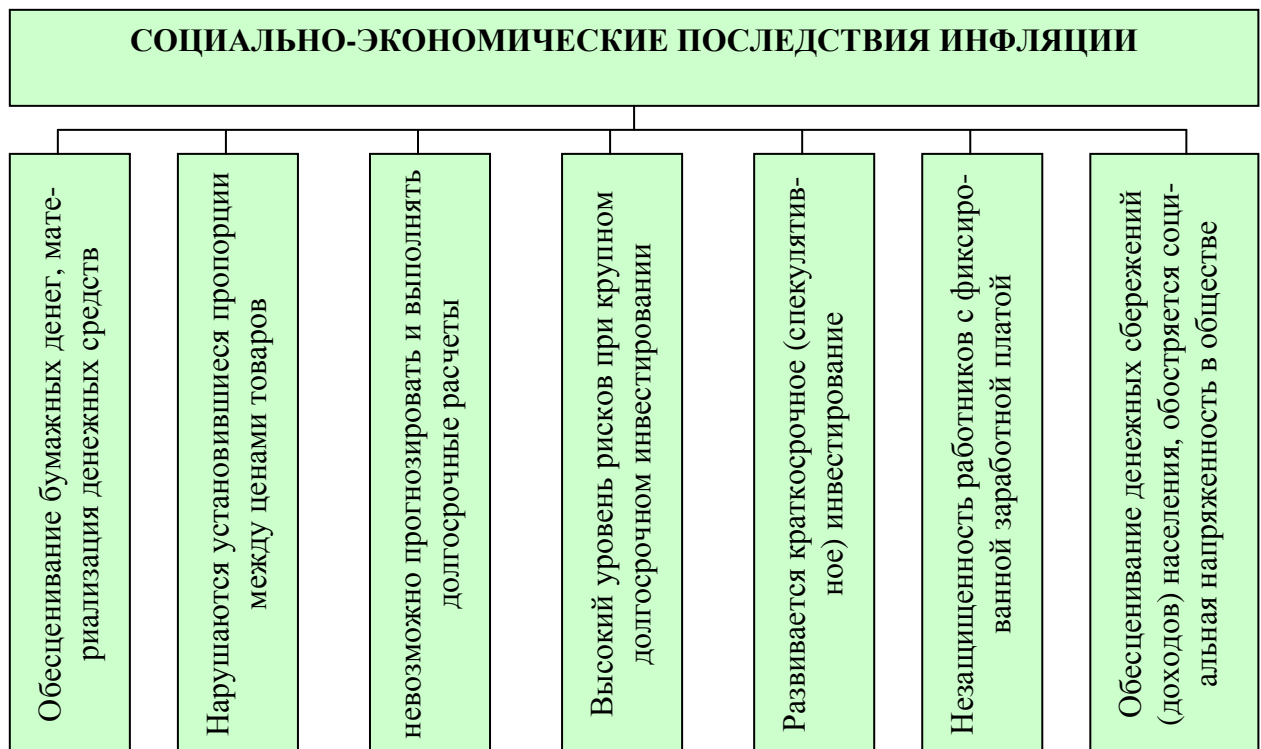 СОЦИАЛЬНО-ЭКОНОМИЧЕСКИЕ ПОСЛЕДСТВИЯ ИНФЛЯЦИИ
Обесценивание бумажных денег, мате-
риализация денежных средств
Нарушаются установившиеся пропорции
между ценами товаров
невозможно прогнозировать и выполнять
долгосрочные расчеты
Высокий уровень рисков при крупном
долгосрочном инвестировании
Развивается краткосрочное (спекулятив-
ное) инвестирование
Незащищенность работников с фиксиро-
ванной заработной платой
Обесценивание денежных сбережений
(доходов) населения, обостряется соци-
альная напряженность в обществе